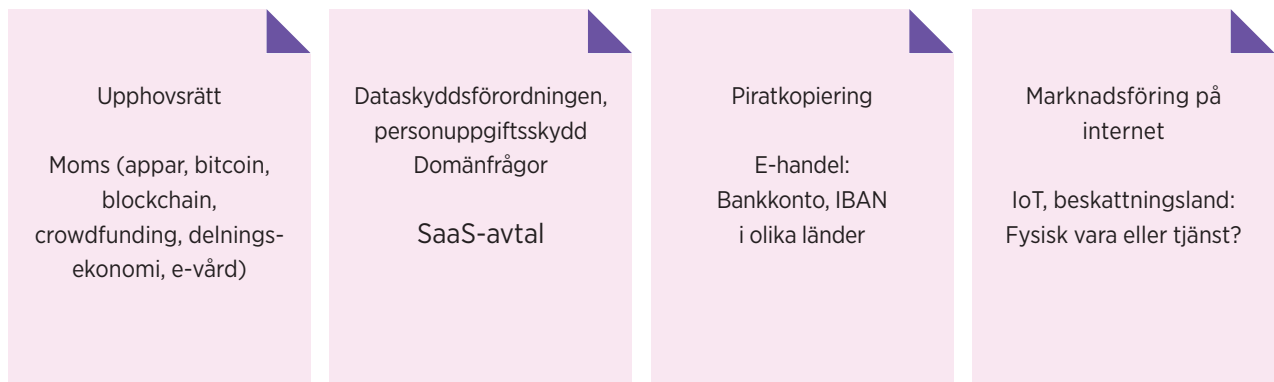 Upphovsrätt
Moms (appar, bitcoin,
blockchain,
crowdfunding, delnings-
ekonomi, e-vård)
Dataskyddsförordningen,
personuppgiftsskydd
Domänfrågor
SaaS-avtal
Piratkopiering
E-handel:
Bankkonto, IBAN
i olika länder
Marknadsföring på
internet
IoT, beskattningsland:
Fysisk vara eller tjänst?